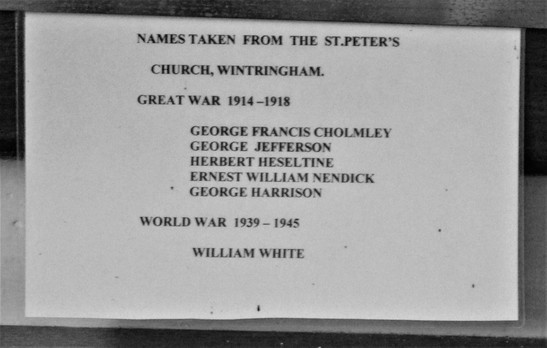 NAMES TAKEN FROM THE ST.PETER'S
CHURCH, WINTRINGHAM.
GREAT WAR 1914 –1918
GEORGE FRANCIS CHOLMLEY
GEORGE JEFFERSON
HERBERT HESELTINE
ERNEST WILLIAM NENDICK
GEORGE HARRISON
WORLD WAR 1939 – 1945
WILLIAM WHITE